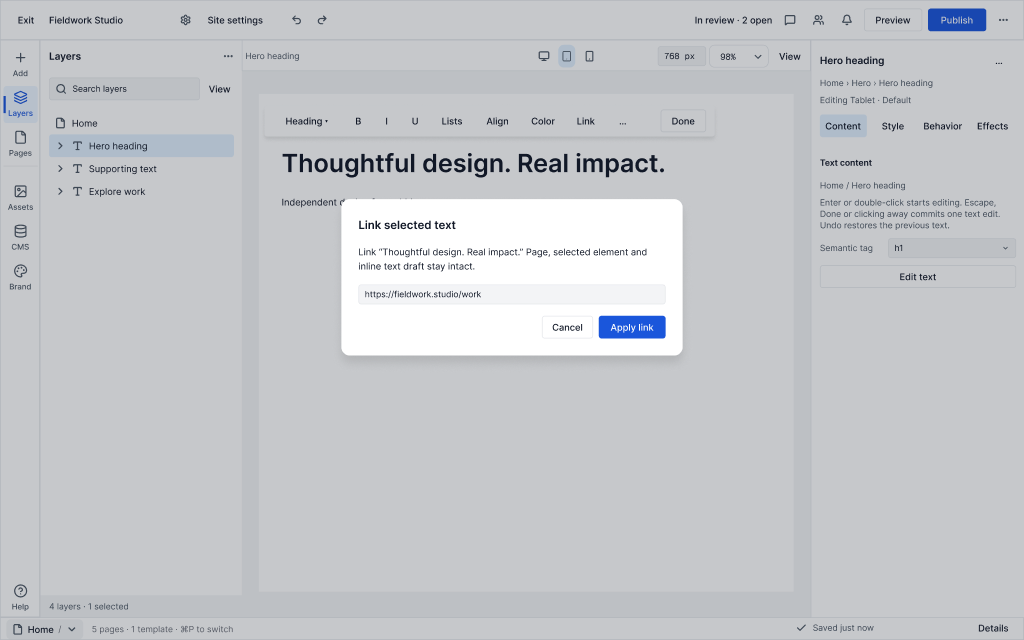 Exit Fieldwork Studio Site settings In review · 2 open Preview Publish ...
Add
Layers
Pages
Assets
CMS
Brand
Help
Layers ...
Search layers View
Home
Hero heading
Supporting text
Explore work
4 layers · 1 selected
Hero heading 768 px 98% View
Heading B I U Lists Align Color Link ... Done
Thoughtful design. Real impact.
Independent
Link selected text
Link “Thoughtful design. Real impact.” Page, selected element and
inline text draft stay intact.
https://fieldwork.studio/work
Cancel Apply link
Hero heading ...
Home › Hero › Hero heading
Editing Tablet · Default
Content Style Behavior Effects
Text content
Home / Hero heading
Enter or double-click starts editing. Escape,
Done or clicking away commits one text edit.
Undo restores the previous text.
Semantic tag h1
Edit text
Home / 5 pages · 1 template · ⌘P to switch Saved just now Details